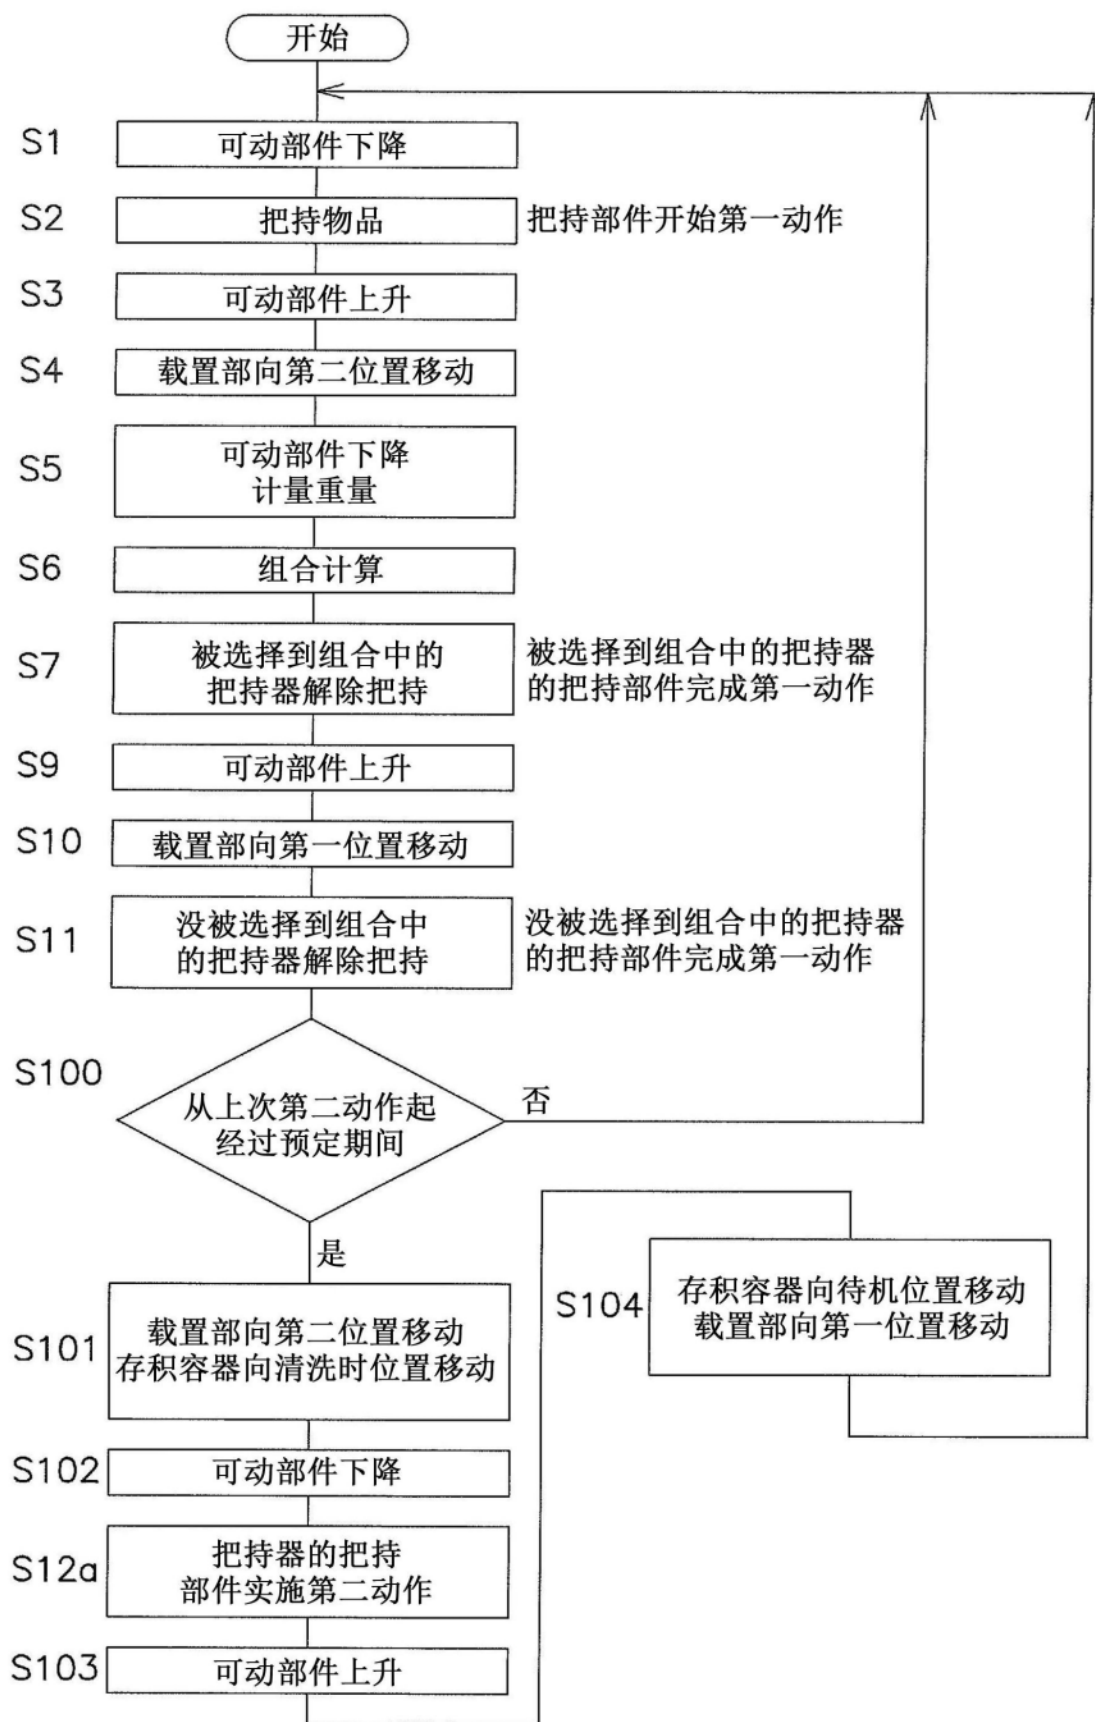 开始
S1
可动部件下降
S2
把持物品
把持部件开始第一动作
S3
可动部件上升
S4
载置部向第二位置移动
S5
可动部件下降
计量重量
S6
组合计算
S7
被选择到组合中的
把持器解除把持
被选择到组合中的把持器
的把持部件完成第一动作
S9
可动部件上升
S10
载置部向第一位置移动
S11
没被选择到组合中
的把持器解除把持
没被选择到组合中的把持器
的把持部件完成第一动作
S100
从上次第二动作起
经过预定期间
否
是
S101
载置部向第二位置移动
存积容器向清洗时位置移动
S102
可动部件下降
S12a
把持器的把持
部件实施第二动作
S103
可动部件上升
S104
存积容器向待机位置移动
载置部向第一位置移动